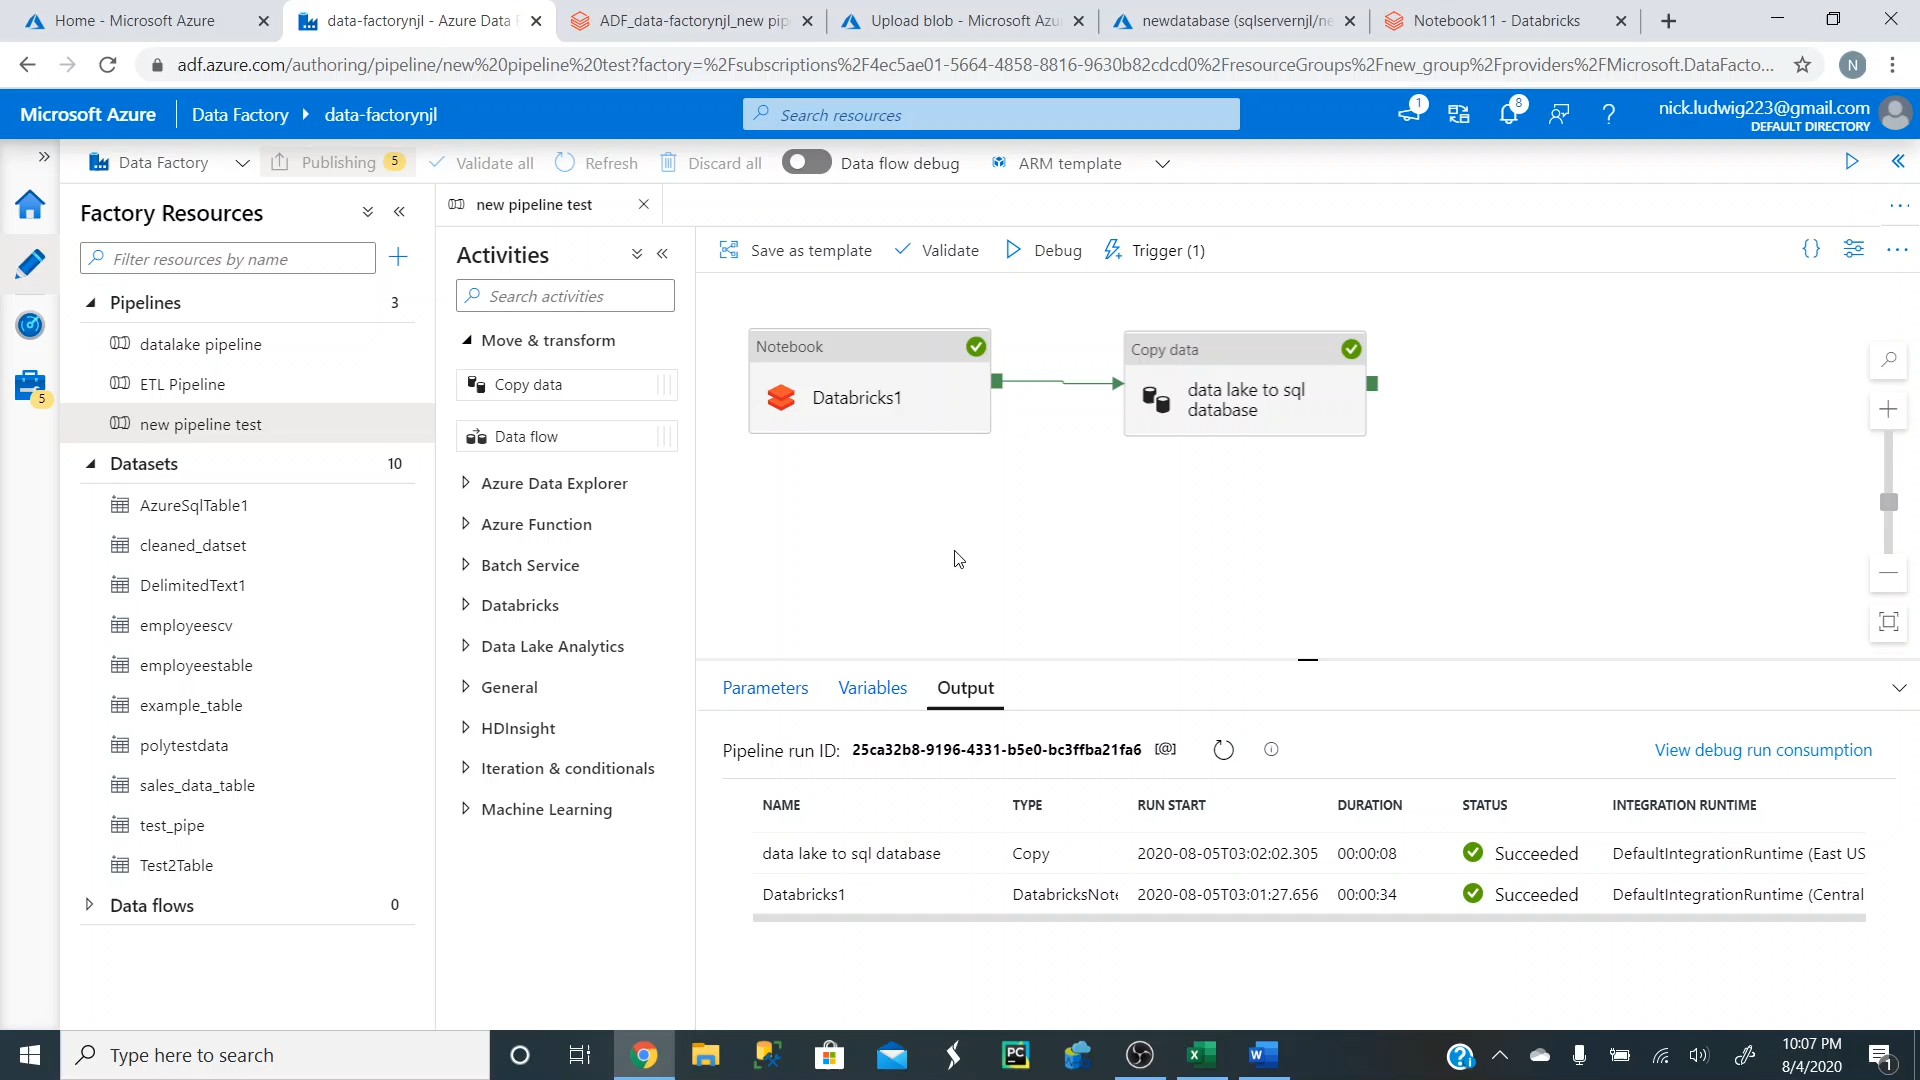 Home - Microsoft Azure
data-factorynjl - Azure Data F
ADF_data-factorynjl_new pip
Upload blob - Microsoft Azu
newdatabase (sqlservernjl/ne
Notebook11 - Databricks
adf.azure.com/authoring/pipeline/new%20pipeline%20test?factory=%2Fsubscriptions%2F4ec5ae01-5664-4858-8816-9630b82cdcd0%2FresourceGroups%2Fnew_group%2Fproviders%2FMicrosoft.DataFacto...
N
Microsoft Azure
Data Factory
data-factorynjl
Search resources
1
8
?
nick.ludwig223@gmail.com
DEFAULT DIRECTORY
Data Factory
Publishing 5
Validate all
Refresh
Discard all
Data flow debug
ARM template
5
Factory Resources
Filter resources by name
Pipelines 3
datalake pipeline
ETL Pipeline
new pipeline test
Datasets 10
AzureSqlTable1
cleaned_datset
DelimitedText1
employeescv
employeestable
example_table
polytestdata
sales_data_table
test_pipe
Test2Table
Data flows 0
new pipeline test
Activities
Search activities
Move & transform
Copy data
Data flow
Azure Data Explorer
Azure Function
Batch Service
Databricks
Data Lake Analytics
General
HDInsight
Iteration & conditionals
Machine Learning
Save as template
Validate
Debug
Trigger (1)
{}
Notebook
Databricks1
Copy data
data lake to sql
database
Parameters
Variables
Output
Pipeline run ID: 25ca32b8-9196-4331-b5e0-bc3ffba21fa6 [@]
View debug run consumption
NAME TYPE RUN START DURATION STATUS INTEGRATION RUNTIME
data lake to sql database Copy 2020-08-05T03:02:02.305 00:00:08 Succeeded DefaultIntegrationRuntime (East US
Databricks1 DatabricksNote 2020-08-05T03:01:27.656 00:00:34 Succeeded DefaultIntegrationRuntime (Central
Type here to search
PC
10:07 PM
8/4/2020
1